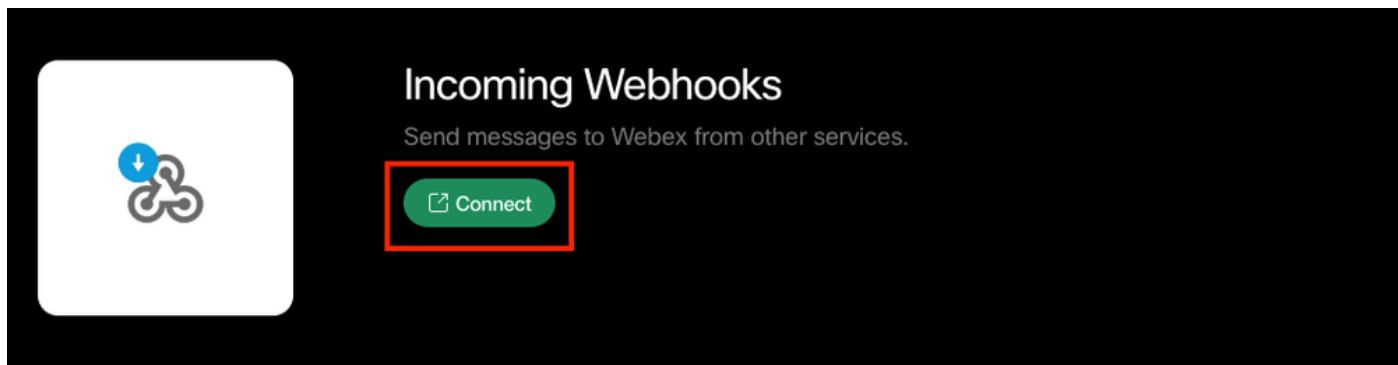 Incoming Webhooks
Send messages to Webex from other services.
Connect